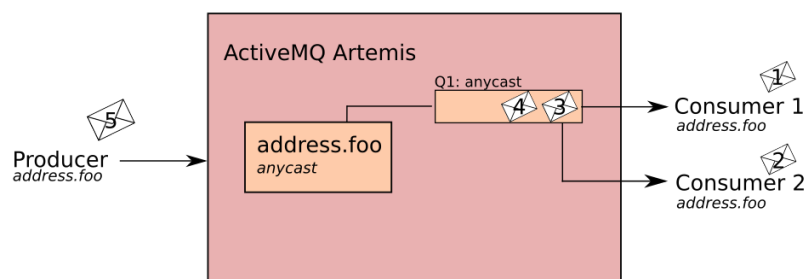 ActiveMQ Artemis
Q1: anycast
1
4
3
5
Consumer 1
address.foo
address.foo
anycast
Producer
address.foo
2
Consumer 2
address.foo